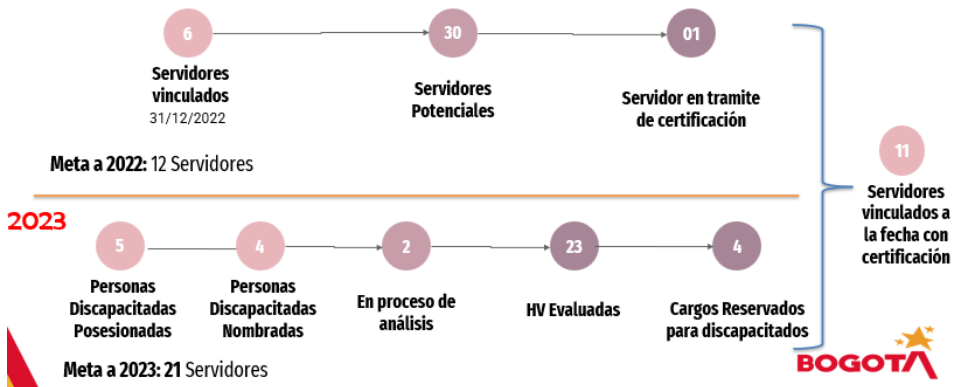 6
30
01
Servidores
vinculados
31/12/2022
Servidores
Potenciales
Servidor en tramite
de certificación
Meta a 2022: 12 Servidores
11
Servidores
vinculados a
la fecha con
certificación
2023
5
4
2
23
4
Personas
Discapacitadas
Posesionadas
Personas
Discapacitadas
Nombradas
En proceso de
análisis
HV Evaluadas
Cargos Reservados
para discapacitados
Meta a 2023: 21 Servidores
BOGOTÁ